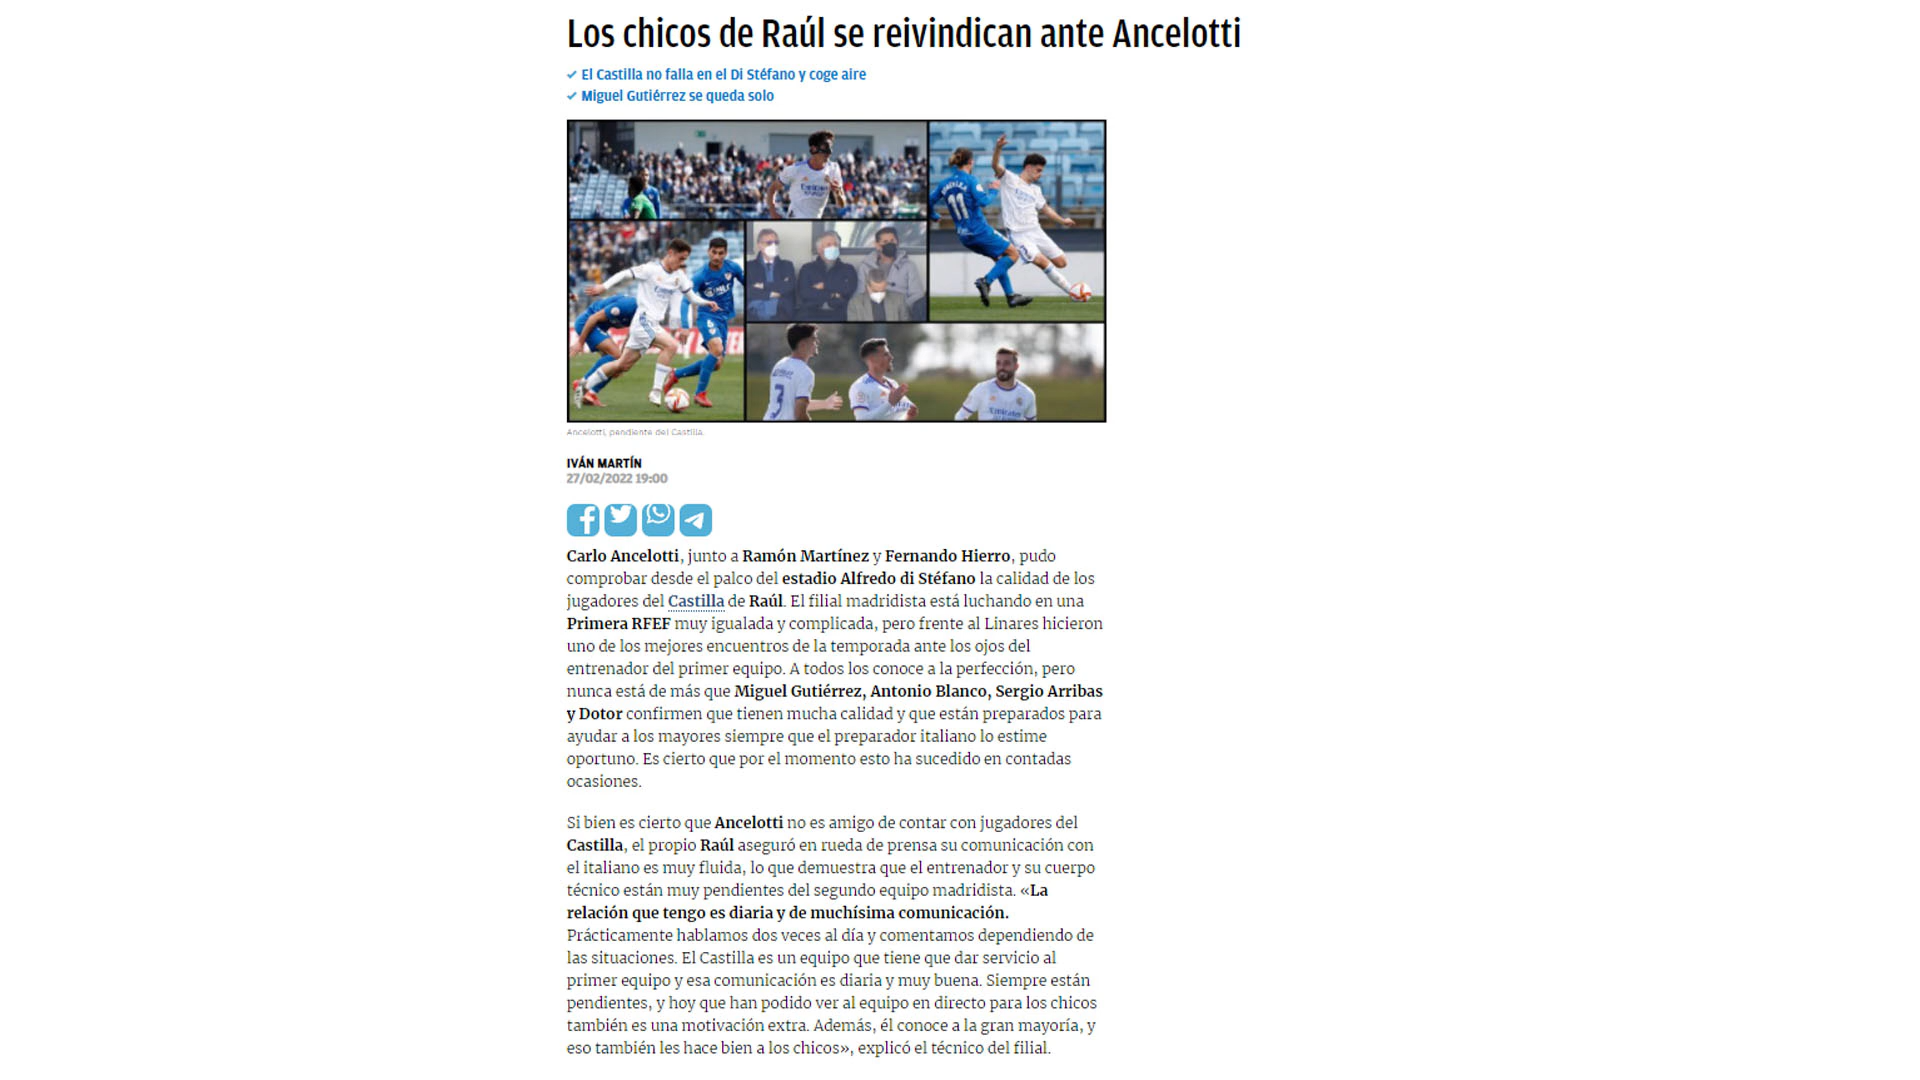 Los chicos de Raúl se reivindican ante Ancelotti
El Castilla no falla en el Di Stéfano y coge aire
Miguel Gutiérrez se queda solo
Emirates
11
3
Emirates
Ancelotti, pendiente del Castilla.
IVÁN MARTÍN
27/02/2022 19:00
Carlo Ancelotti, junto a Ramón Martínez y Fernando Hierro, pudo
comprobar desde el palco del estadio Alfredo di Stéfano la calidad de los
jugadores del Castilla de Raúl. El filial madridista está luchando en una
Primera RFEF muy igualada y complicada, pero frente al Linares hicieron
uno de los mejores encuentros de la temporada ante los ojos del
entrenador del primer equipo. A todos los conoce a la perfección, pero
nunca está de más que Miguel Gutiérrez, Antonio Blanco, Sergio Arribas
y Dotor confirmen que tienen mucha calidad y que están preparados para
ayudar a los mayores siempre que el preparador italiano lo estime
oportuno. Es cierto que por el momento esto ha sucedido en contadas
ocasiones.
Si bien es cierto que Ancelotti no es amigo de contar con jugadores del
Castilla, el propio Raúl aseguró en rueda de prensa su comunicación con
el italiano es muy fluida, lo que demuestra que el entrenador y su cuerpo
técnico están muy pendientes del segundo equipo madridista. «La
relación que tengo es diaria y de muchísima comunicación.
Prácticamente hablamos dos veces al día y comentamos dependiendo de
las situaciones. El Castilla es un equipo que tiene que dar servicio al
primer equipo y esa comunicación es diaria y muy buena. Siempre están
pendientes, y hoy que han podido ver al equipo en directo para los chicos
también es una motivación extra. Además, él conoce a la gran mayoría, y
eso también les hace bien a los chicos», explicó el técnico del filial.